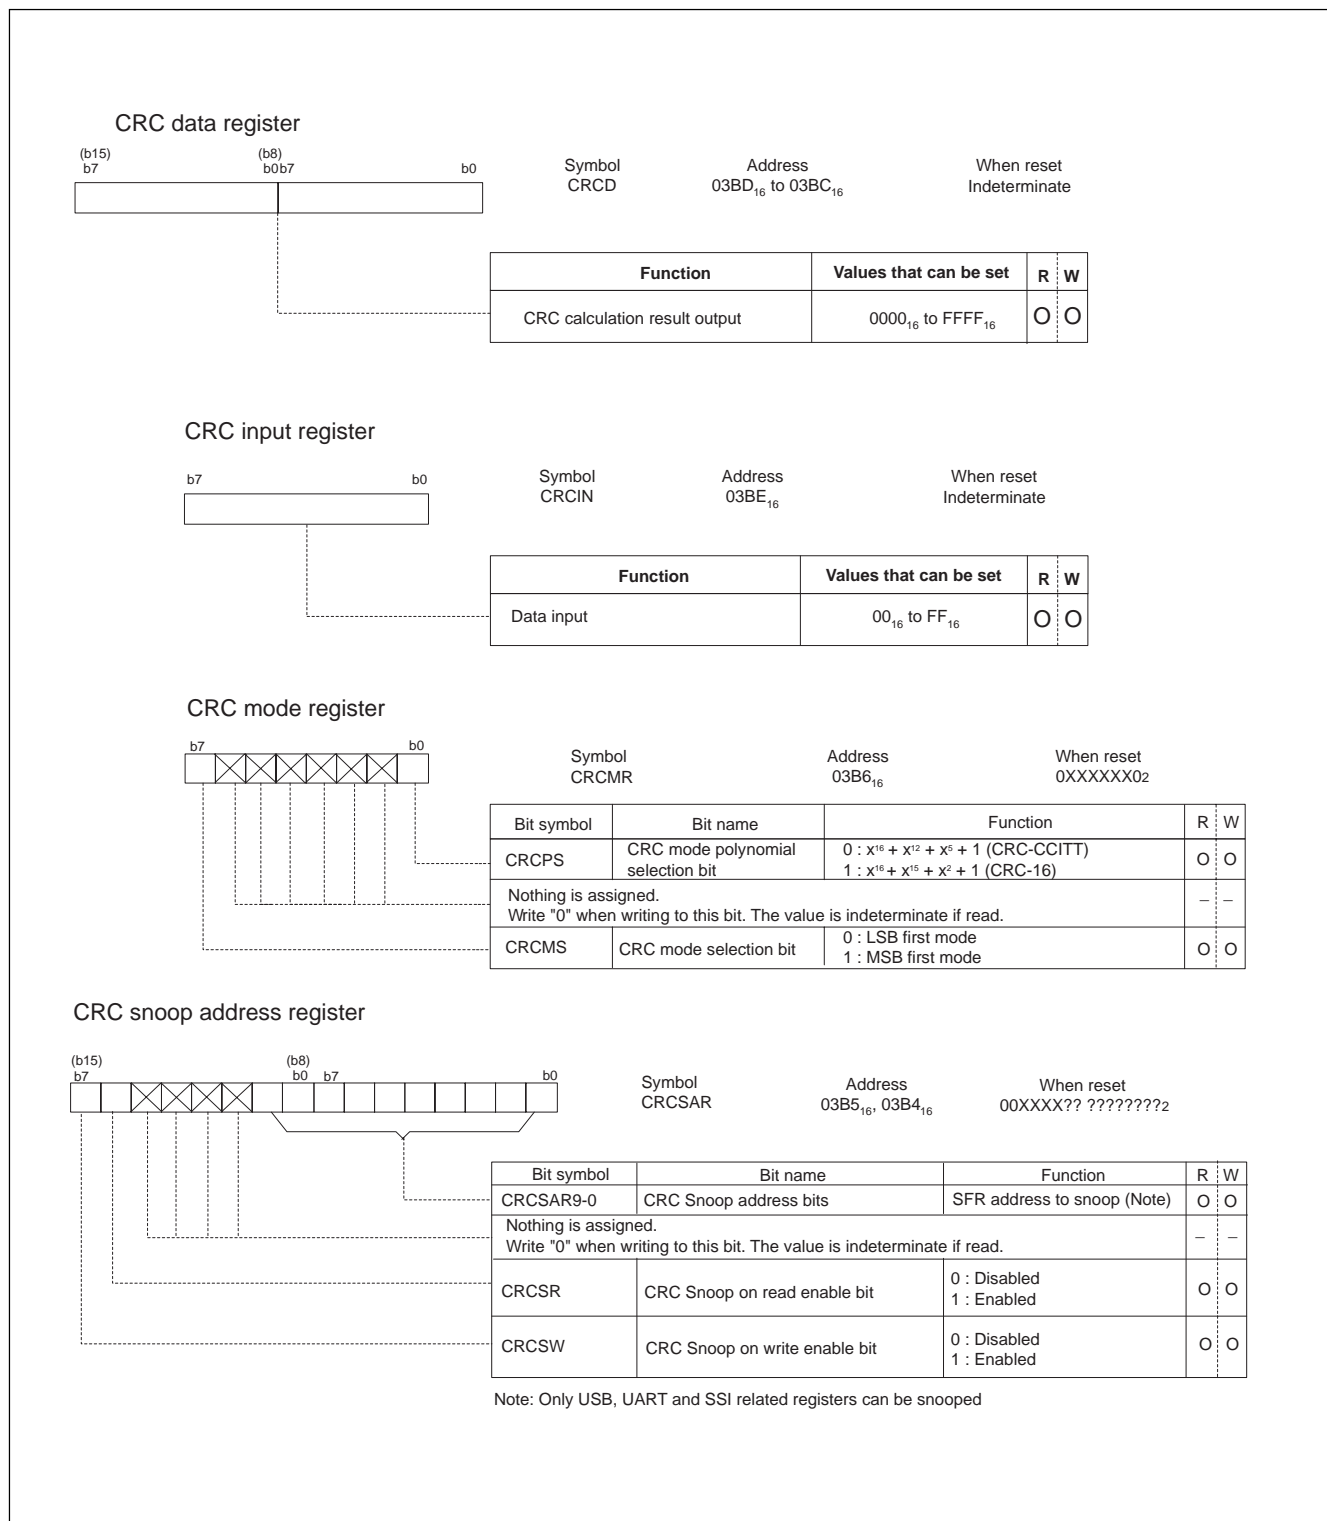 CRC data register
(b15) (b8)
b7 b0 b7 b0
Symbol Address When reset
CRCD 03BD₁₆ to 03BC₁₆ Indeterminate
Function Values that can be set R W
CRC calculation result output 0000₁₆ to FFFF₁₆ O O
CRC input register
b7 b0
Symbol Address When reset
CRCIN 03BE₁₆ Indeterminate
Function Values that can be set R W
Data input 00₁₆ to FF₁₆ O O
CRC mode register
b7 b0
Symbol Address When reset
CRCMR 03B6₁₆ 0XXXXXX02
Bit symbol Bit name Function R W
CRCPS CRC mode polynomial selection bit 0 : x¹⁶ + x¹² + x⁵ + 1 (CRC-CCITT) O O
1 : x¹⁶ + x¹⁵ + x² + 1 (CRC-16)
Nothing is assigned.
Write "0" when writing to this bit. The value is indeterminate if read. – –
CRCMS CRC mode selection bit 0 : LSB first mode O O
1 : MSB first mode
CRC snoop address register
(b15) (b8)
b7 b0 b7 b0
Symbol Address When reset
CRCSAR 03B5₁₆, 03B4₁₆ 00XXXX?? ????????2
Bit symbol Bit name Function R W
CRCSAR9-0 CRC Snoop address bits SFR address to snoop (Note) O O
Nothing is assigned.
Write "0" when writing to this bit. The value is indeterminate if read. – –
CRCSR CRC Snoop on read enable bit 0 : Disabled O O
1 : Enabled
CRCSW CRC Snoop on write enable bit 0 : Disabled O O
1 : Enabled
Note: Only USB, UART and SSI related registers can be snooped